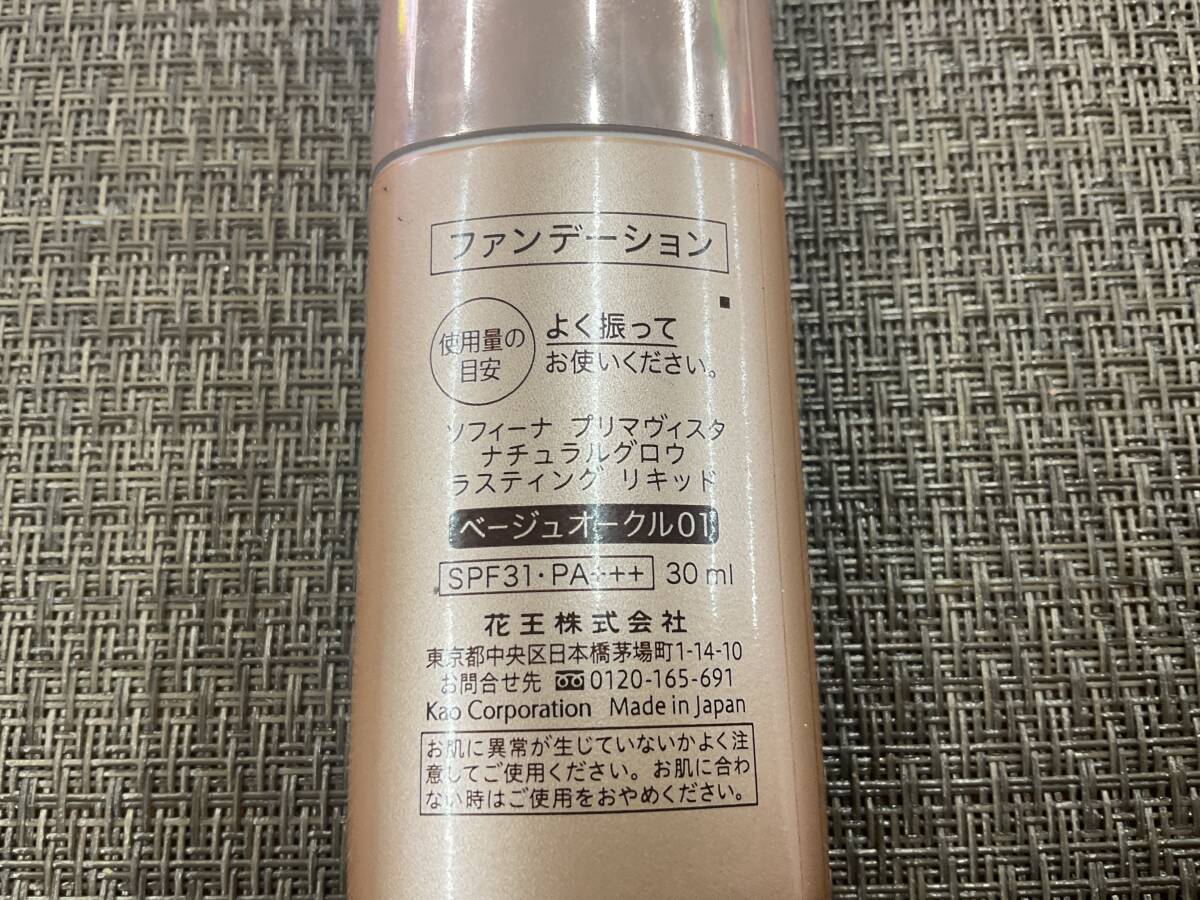 ファンデーション
使用量の
目安
よく振って
お使いください。
ソフィーナ プリマヴィスタ
ナチュラルグロウ
ラスティング リキッド
ベージュオークル01
SPF31・PA+++ 30 ml
花王株式会社
東京都中央区日本橋茅場町1-14-10
お問合せ先 0120-165-691
Kao Corporation Made in Japan
お肌に異常が生じていないかよく注
意してご使用ください。お肌に合わ
ない時はご使用をおやめください。